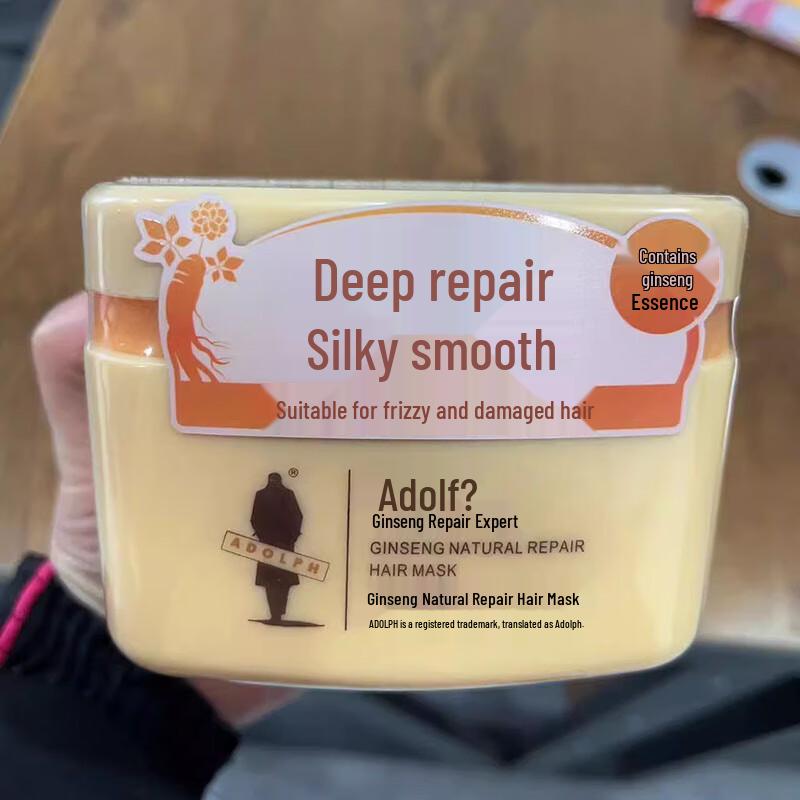 Deep repair
Silky smooth
Suitable for frizzy and damaged hair
Contains
ginseng
Essence
®
ADOLPH
Adolf?
Ginseng Repair Expert
GINSENG NATURAL REPAIR
HAIR MASK
Ginseng Natural Repair Hair Mask
ADOLPH is a registered trademark, translated as Adolph.